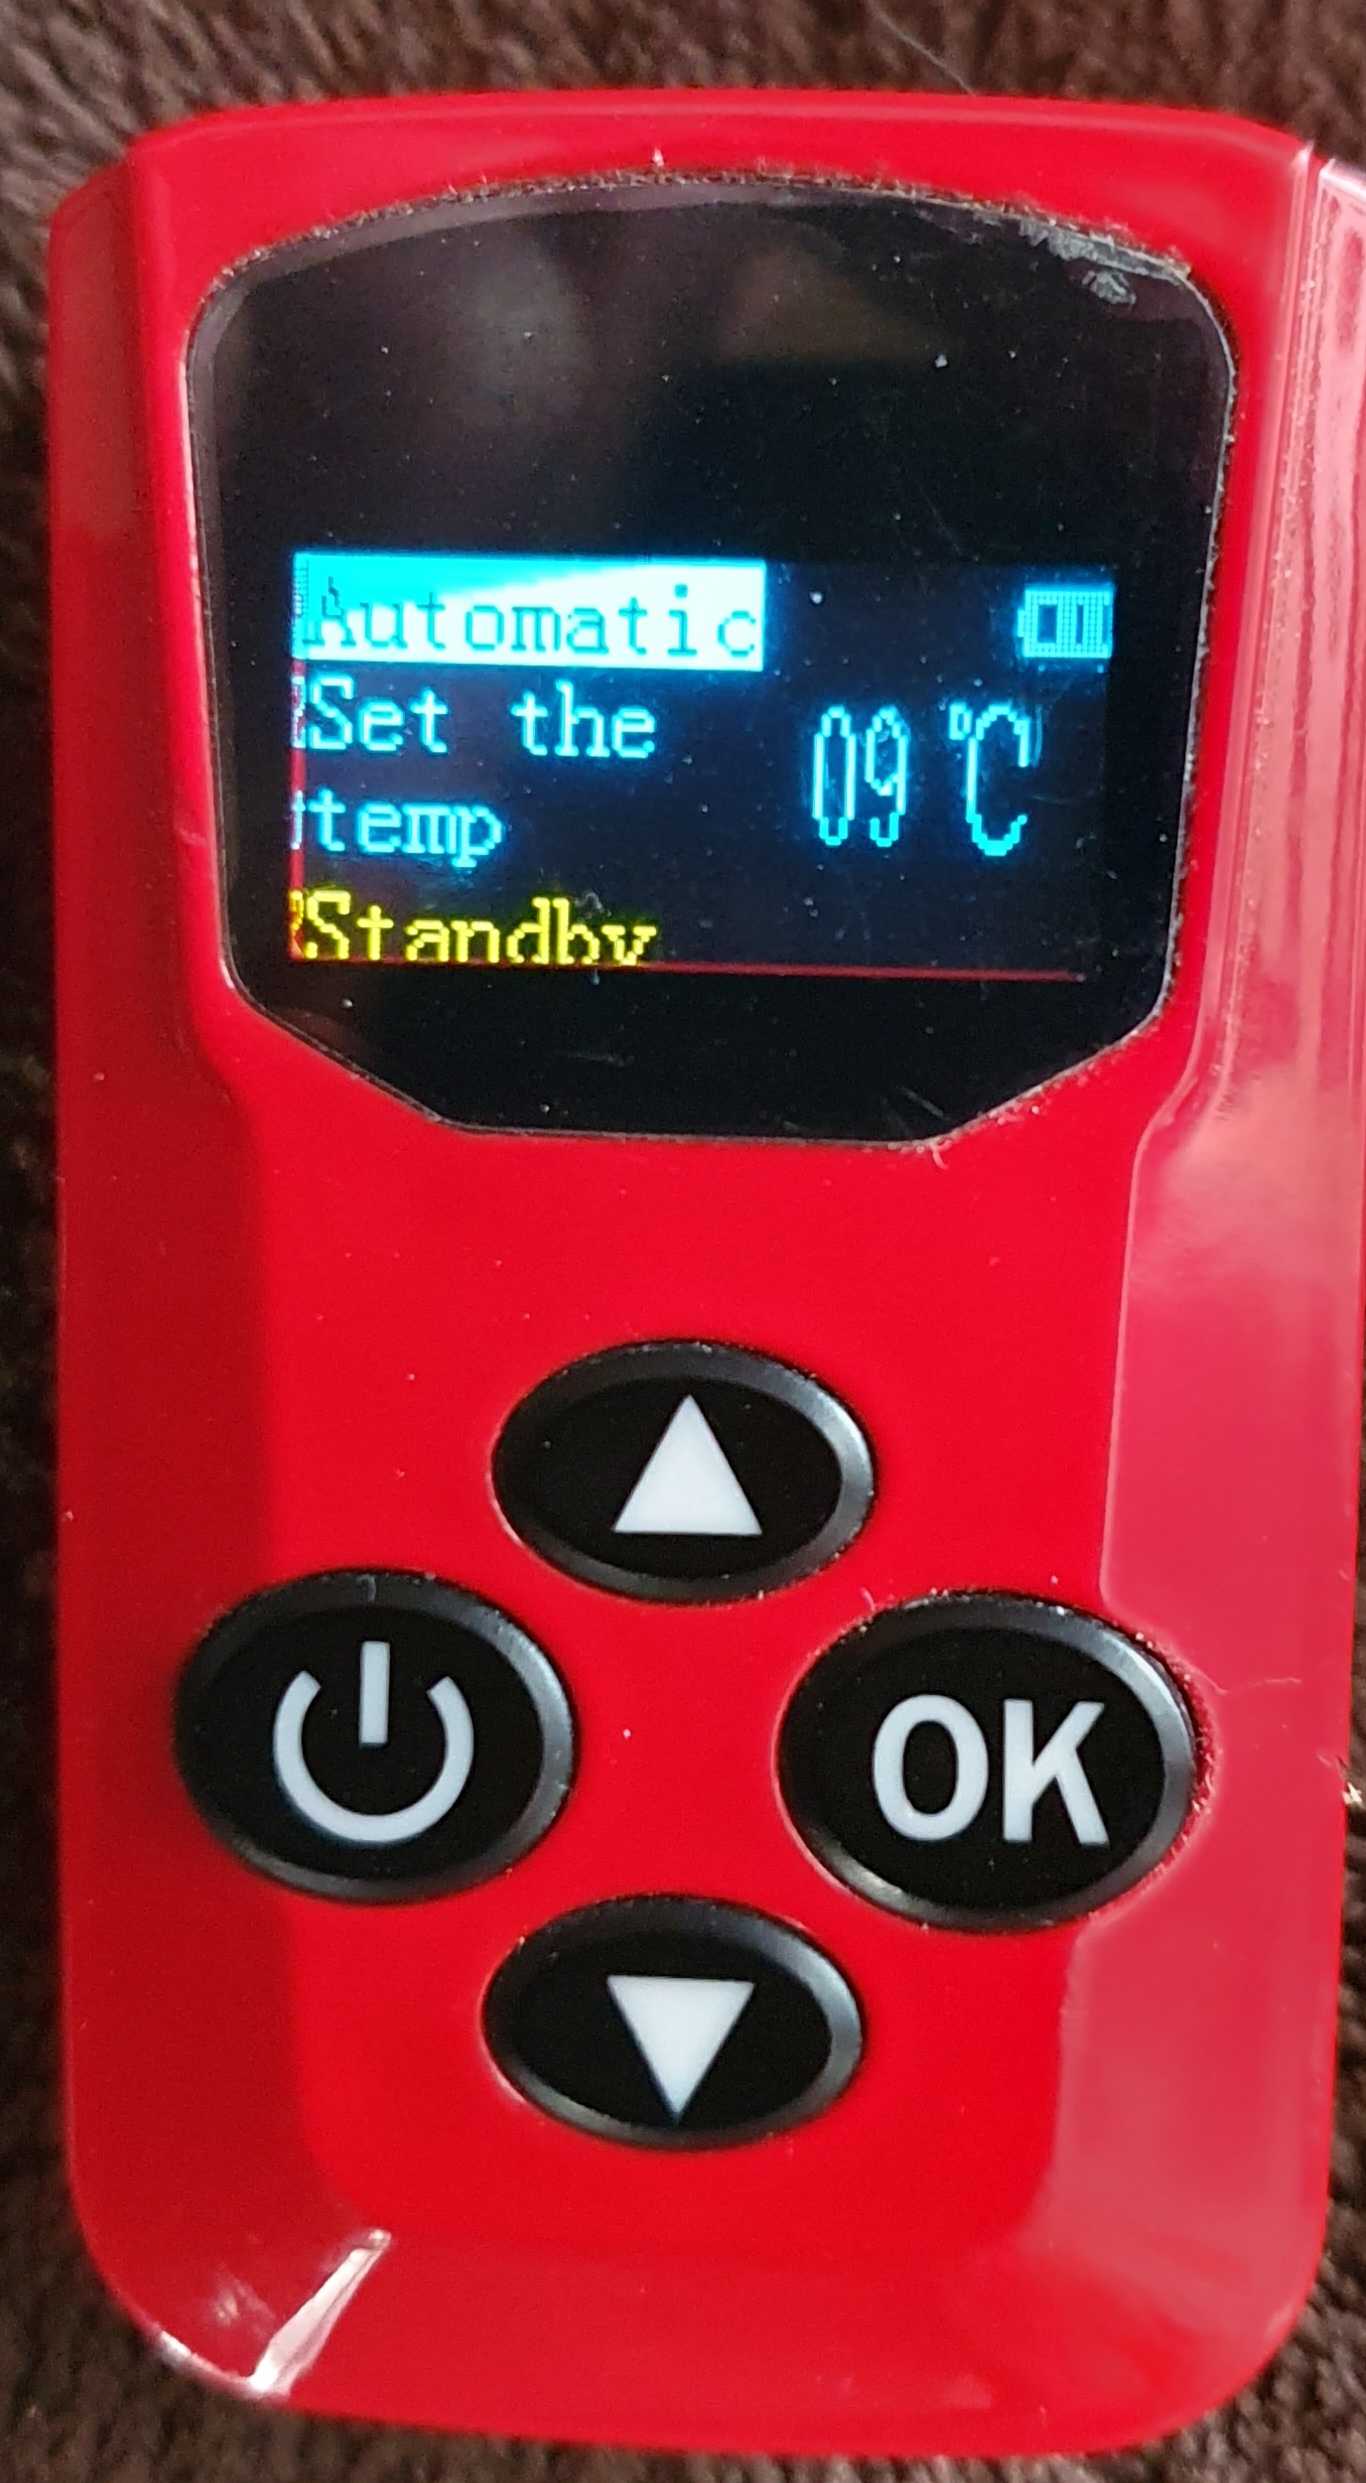 Automatic
Set the
temp
09 ℃
Standby
OK